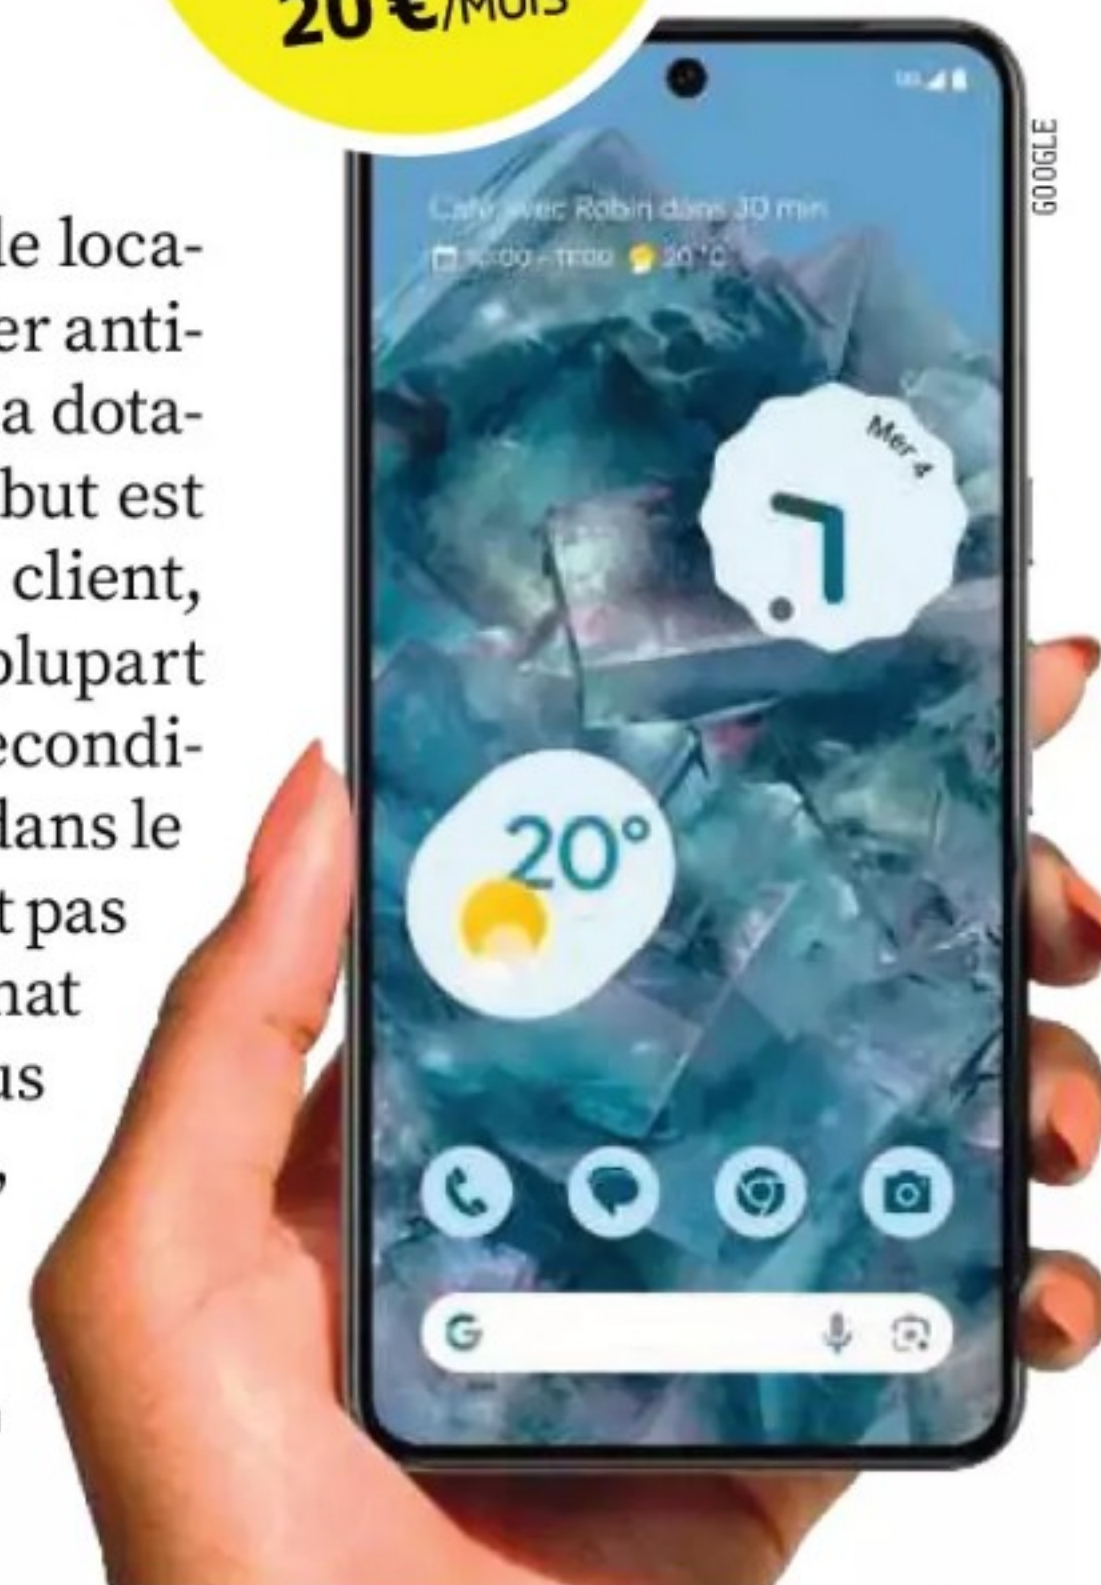 20 €/MOIS
GOOGLE
de loca-
er anti-
a dota-
but est
client,
plupart
econdi-
dans le
t pas
nat
us
,
Café avec Robin dans 30 min
20 °C
Mer 4
20°
G